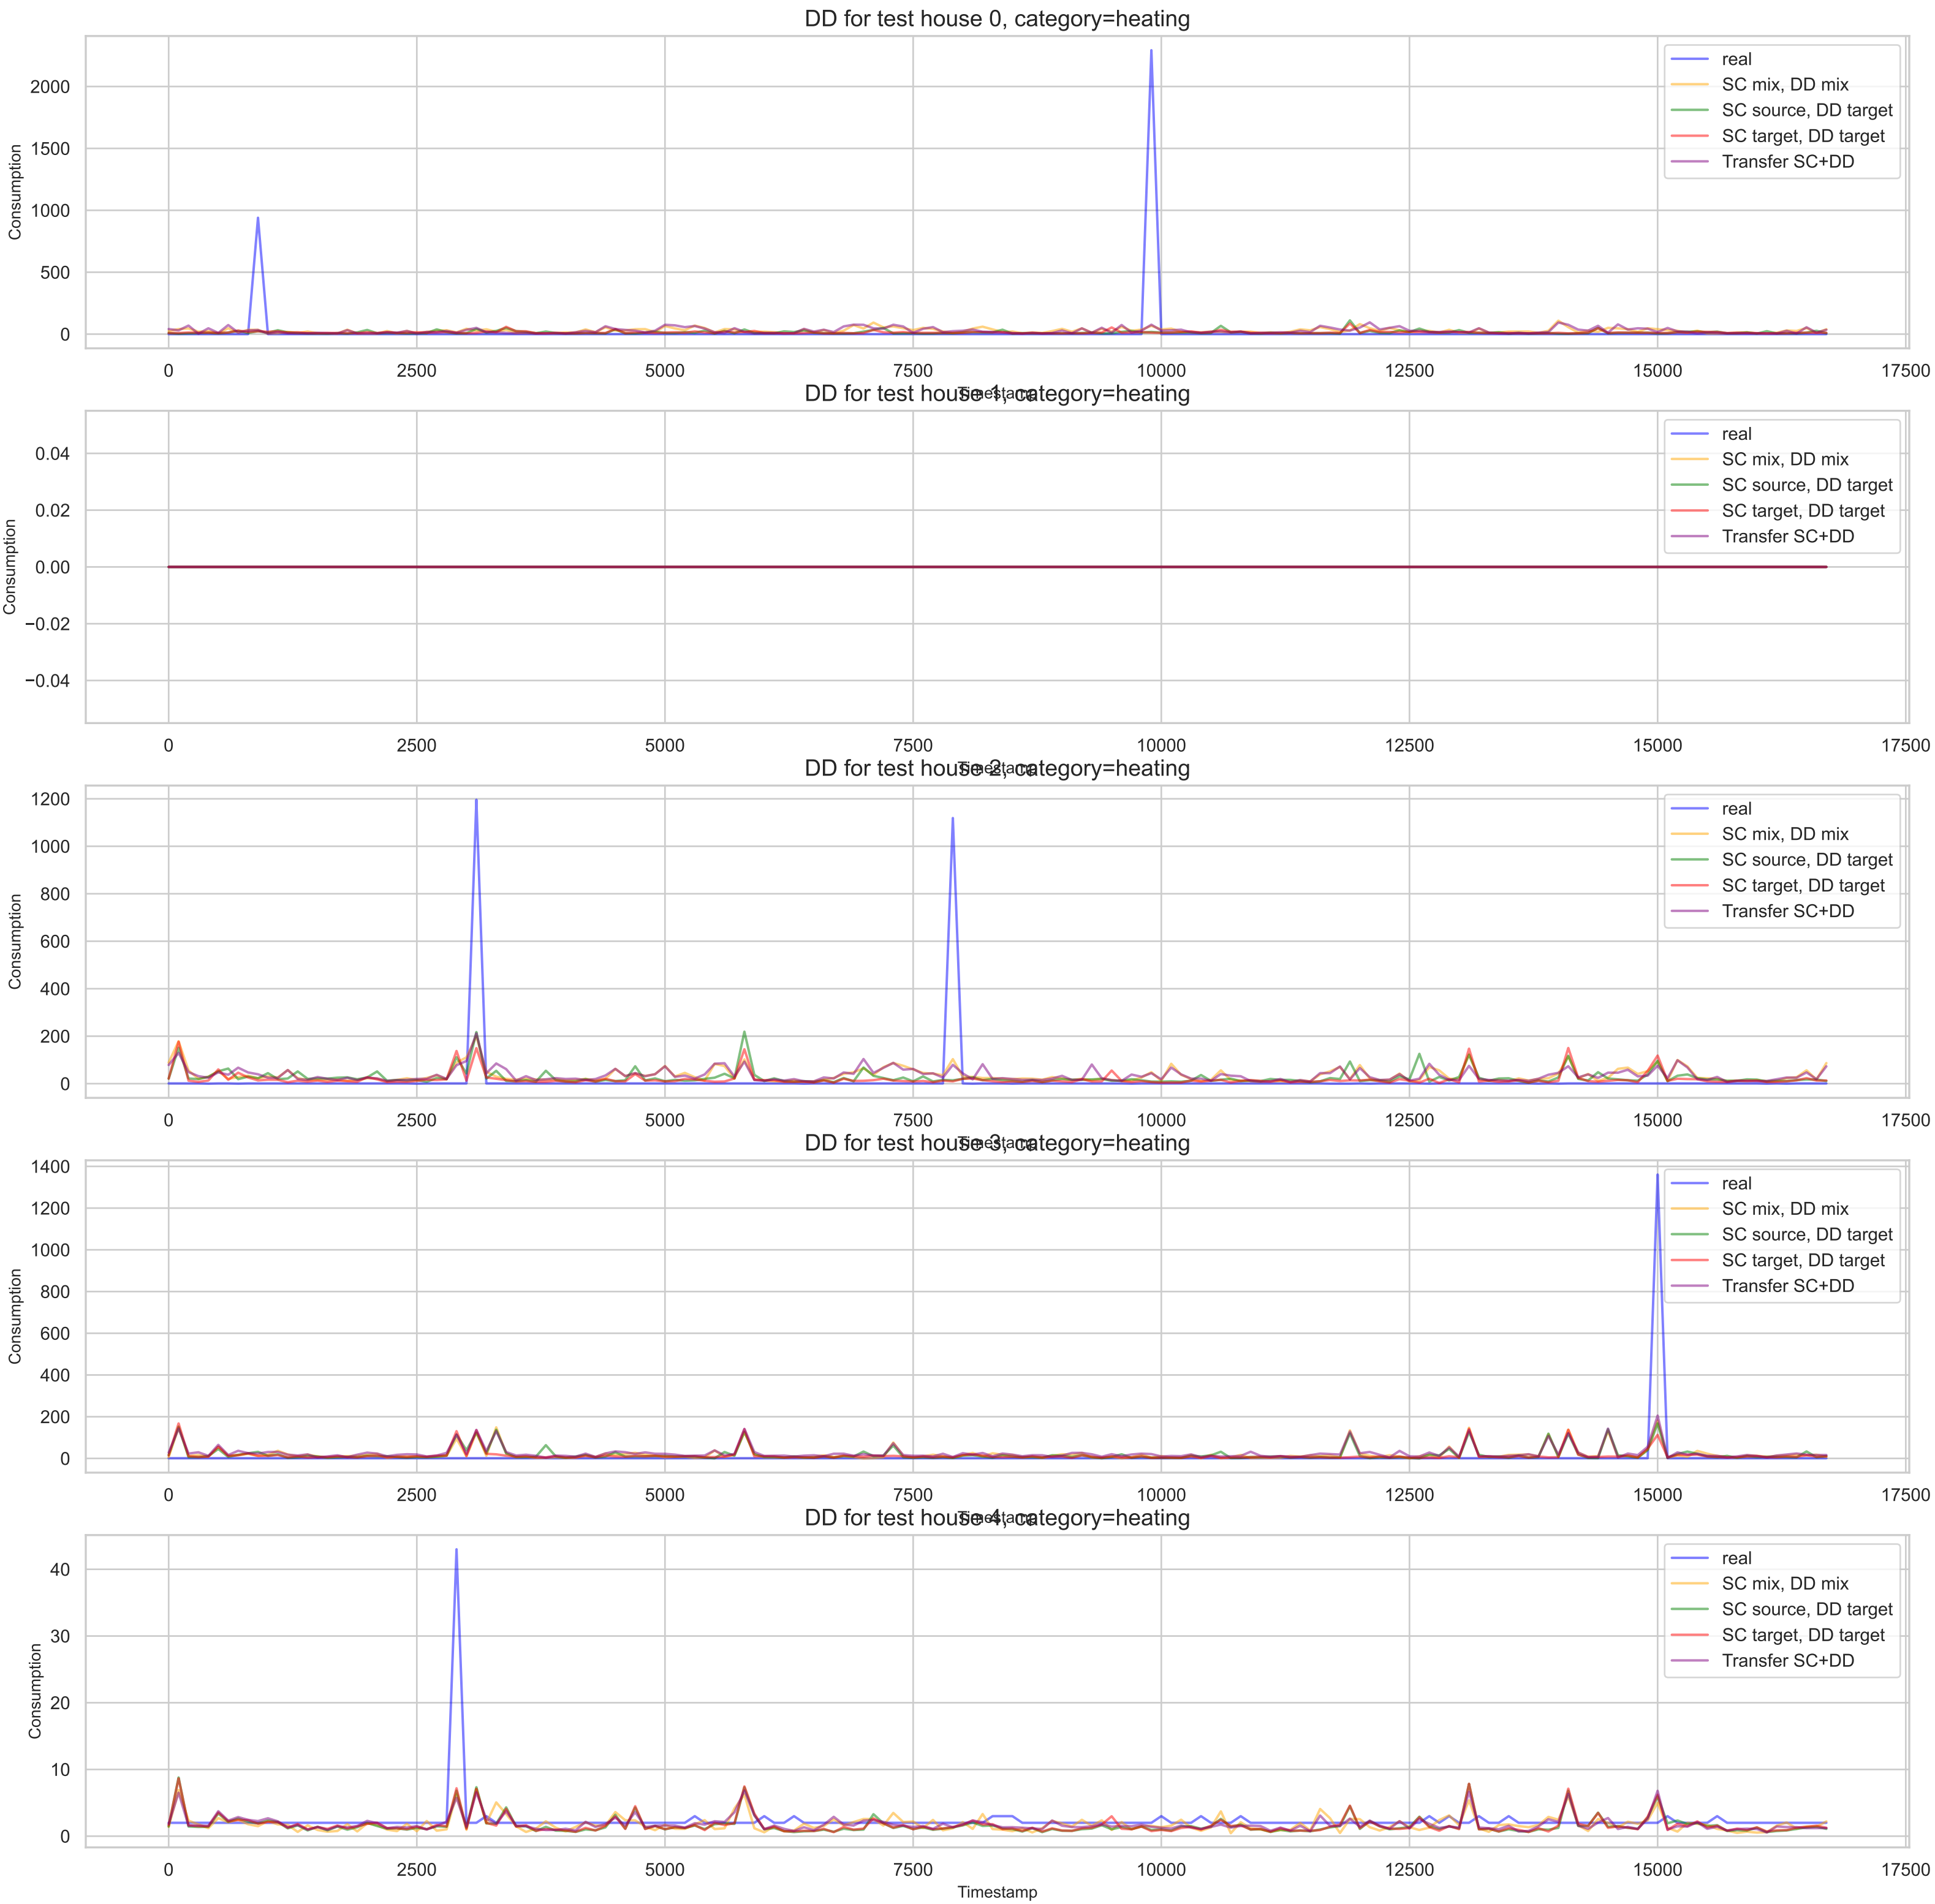 DD for test house 0, category=heating
Consumption
2000
1500
1000
500
0
real
SC mix, DD mix
SC source, DD target
SC target, DD target
Transfer SC+DD
0 2500 5000 7500 10000 12500 15000 17500
Timestamp
DD for test house 1, category=heating
Consumption
0.04
0.02
0.00
−0.02
−0.04
real
SC mix, DD mix
SC source, DD target
SC target, DD target
Transfer SC+DD
0 2500 5000 7500 10000 12500 15000 17500
Timestamp
DD for test house 2, category=heating
Consumption
1200
1000
800
600
400
200
0
real
SC mix, DD mix
SC source, DD target
SC target, DD target
Transfer SC+DD
0 2500 5000 7500 10000 12500 15000 17500
Timestamp
DD for test house 3, category=heating
Consumption
1400
1200
1000
800
600
400
200
0
real
SC mix, DD mix
SC source, DD target
SC target, DD target
Transfer SC+DD
0 2500 5000 7500 10000 12500 15000 17500
Timestamp
DD for test house 4, category=heating
Consumption
40
30
20
10
0
real
SC mix, DD mix
SC source, DD target
SC target, DD target
Transfer SC+DD
0 2500 5000 7500 10000 12500 15000 17500
Timestamp